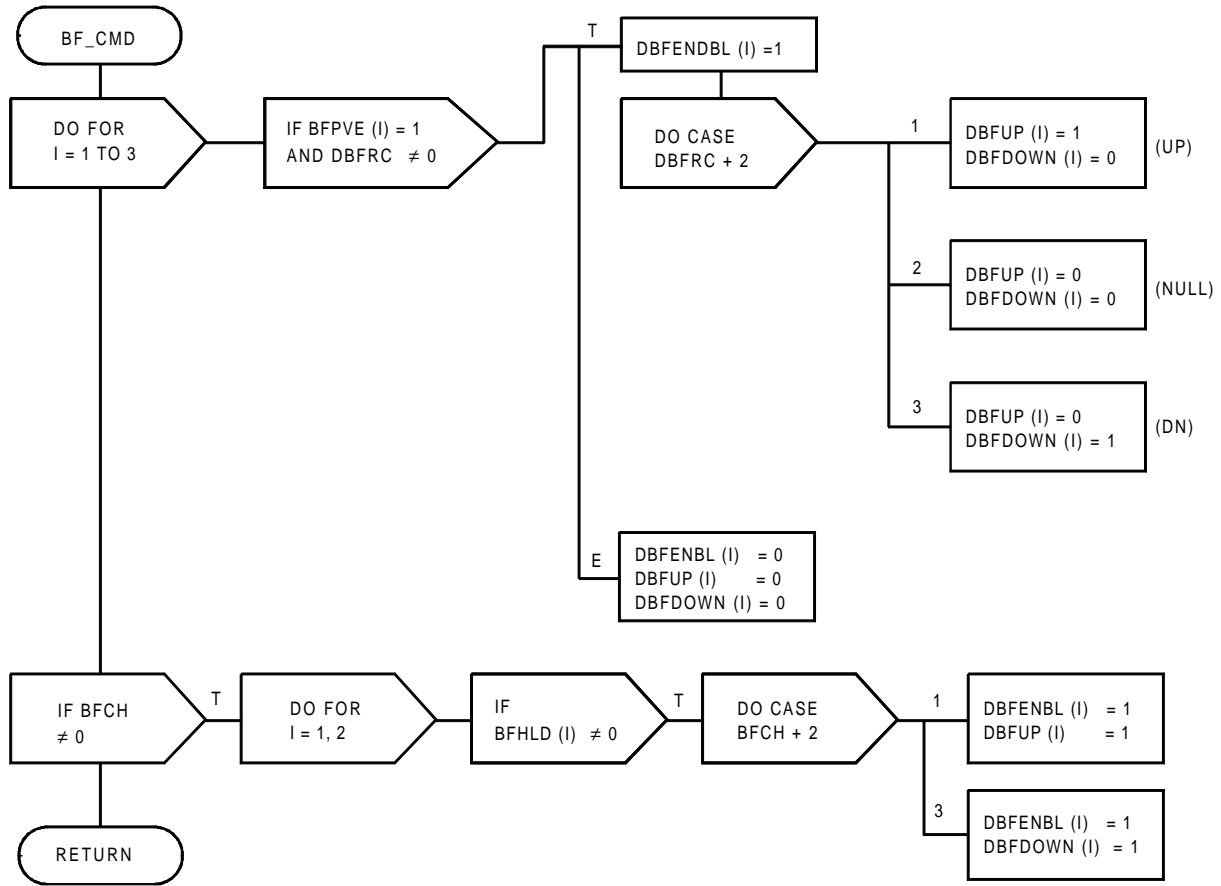 BF_CMD
DO FOR
I = 1 TO 3
IF BFPVE (I) = 1
AND DBFRC ≠ 0
T
DBFENDBL (I) =1
DO CASE
DBFRC + 2
1
DBFUP (I) = 1
DBFDOWN (I) = 0
(UP)
2
DBFUP (I) = 0
DBFDOWN (I) = 0
(NULL)
3
DBFUP (I) = 0
DBFDOWN (I) = 1
(DN)
E
DBFENBL (I) = 0
DBFUP (I) = 0
DBFDOWN (I) = 0
IF BFCH
≠ 0
T
DO FOR
I = 1, 2
IF
BFHLD (I) ≠ 0
T
DO CASE
BFCH + 2
1
DBFENBL (I) = 1
DBFUP (I) = 1
3
DBFENBL (I) = 1
DBFDOWN (I) = 1
RETURN